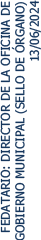 FEDATARIO: DIRECTOR DE LA OFICINA DE
GOBIERNO MUNICIPAL (SELLO DE ÓRGANO)
13/06/2024